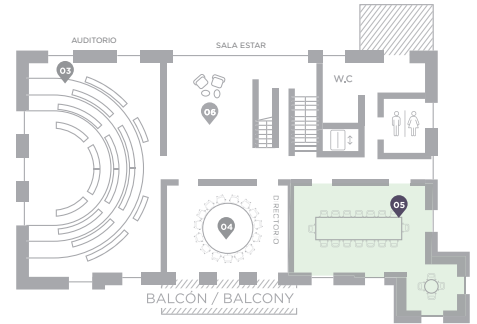 AUDITORIO
SALA ESTAR
03
W.C
06
05
DIRECTORIO
04
BALCÓN / BALCONY